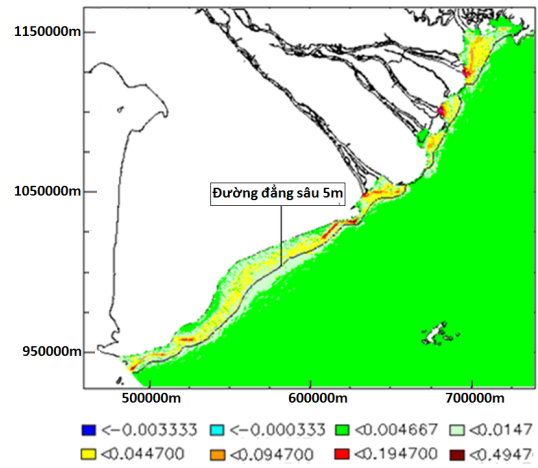 1150000m
Đường đẳng sâu 5m
1050000m
950000m
500000m 600000m 700000m
<-0.003333 <-0.003333 <0.004667 <0.0147
<0.044700 <0.094700 <0.194700 <0.4947